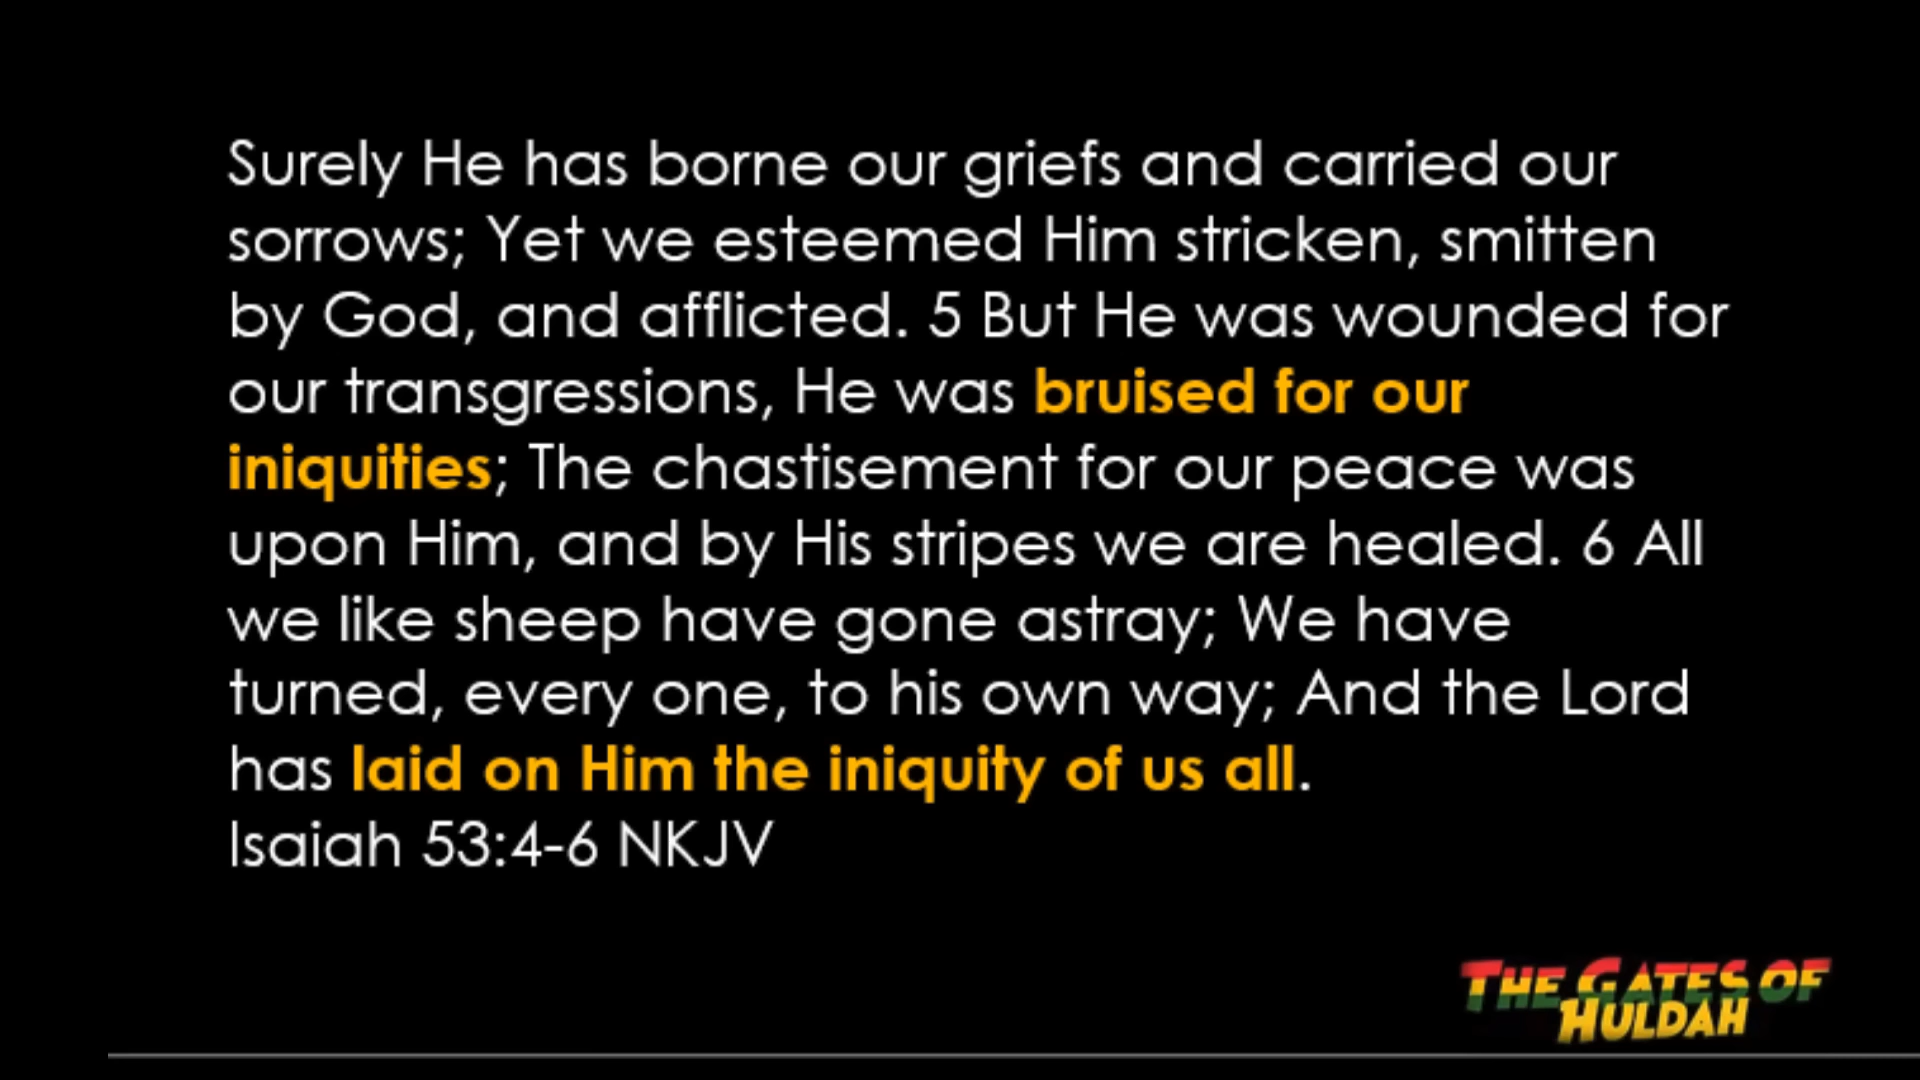 Surely He has borne our griefs and carried our
sorrows; Yet we esteemed Him stricken, smitten
by God, and afflicted. 5 But He was wounded for
our transgressions, He was bruised for our
iniquities; The chastisement for our peace was
upon Him, and by His stripes we are healed. 6 All
we like sheep have gone astray; We have
turned, every one, to his own way; And the Lord
has laid on Him the iniquity of us all.
Isaiah 53:4-6 NKJV
THE GATES OF
HULDAH